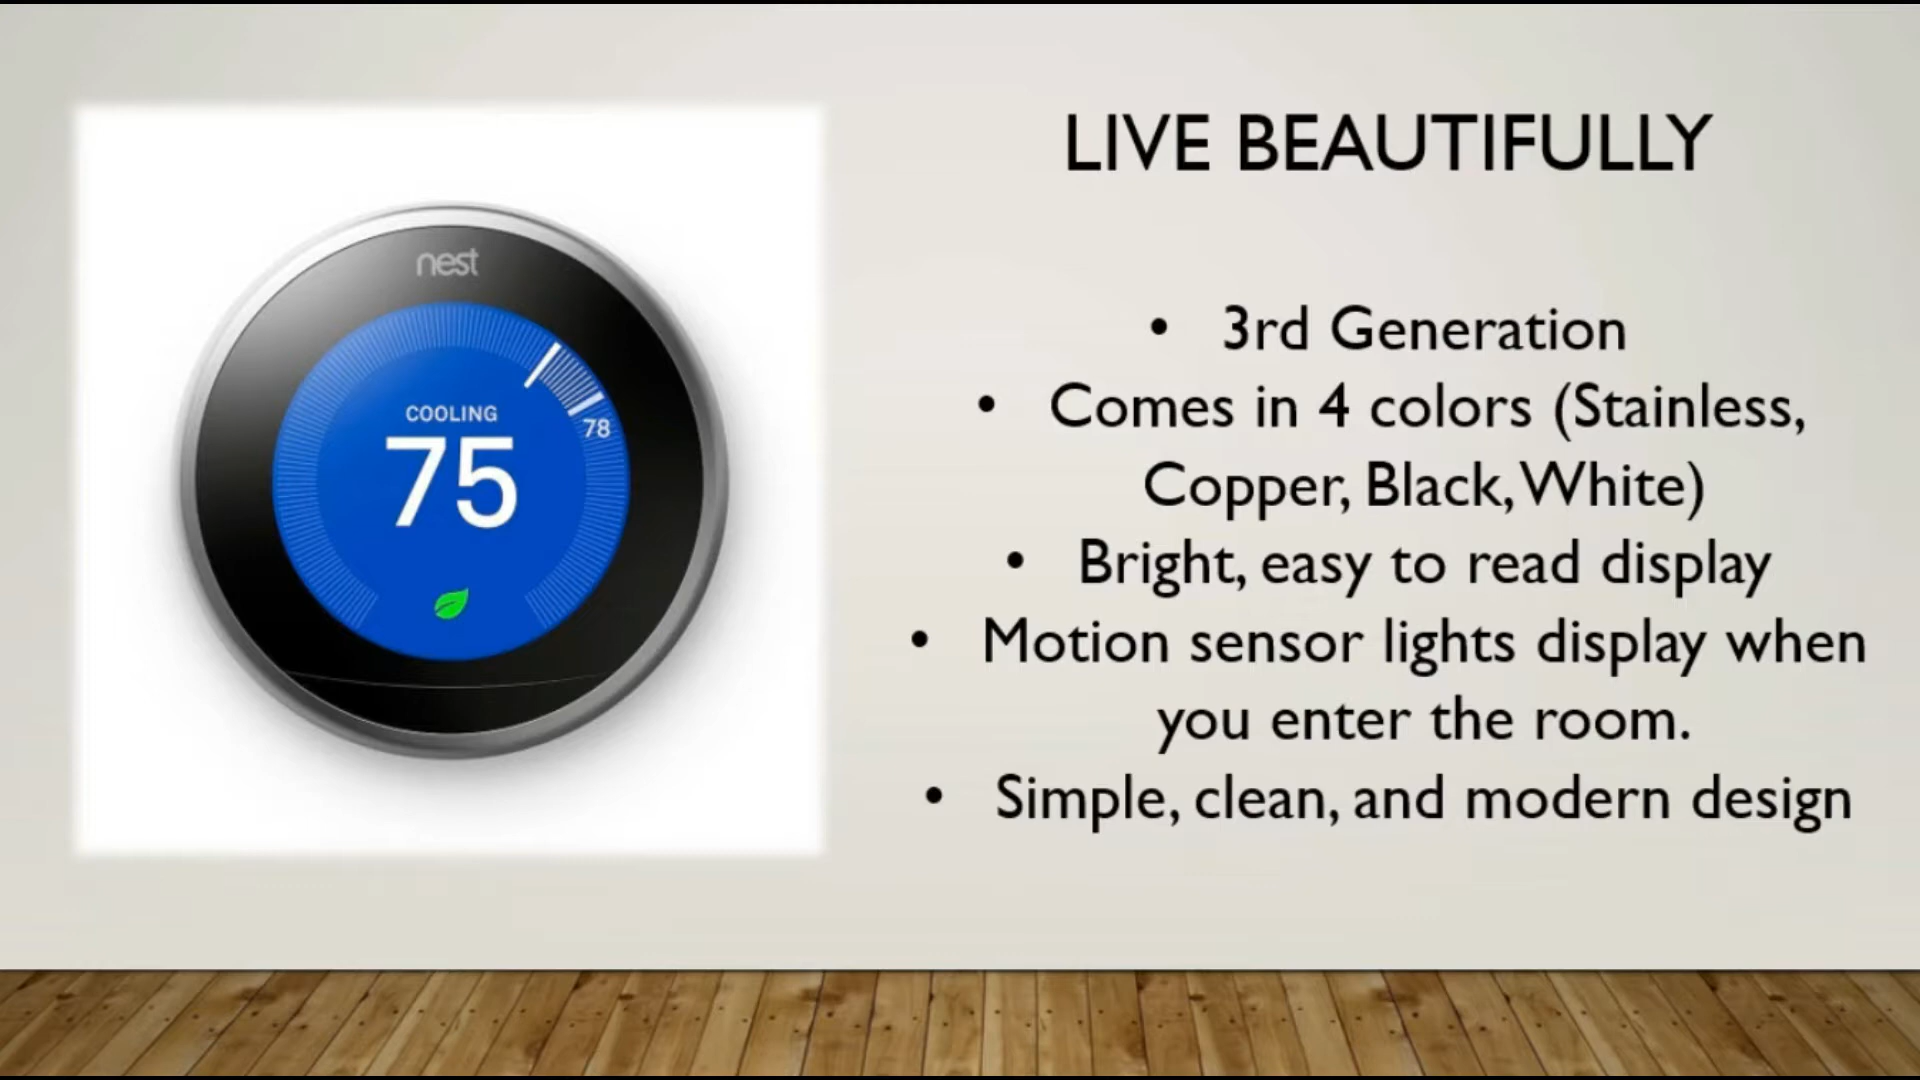 nest
COOLING
75
78
LIVE BEAUTIFULLY
• 3rd Generation
• Comes in 4 colors (Stainless,
Copper, Black, White)
• Bright, easy to read display
• Motion sensor lights display when
you enter the room.
• Simple, clean, and modern design